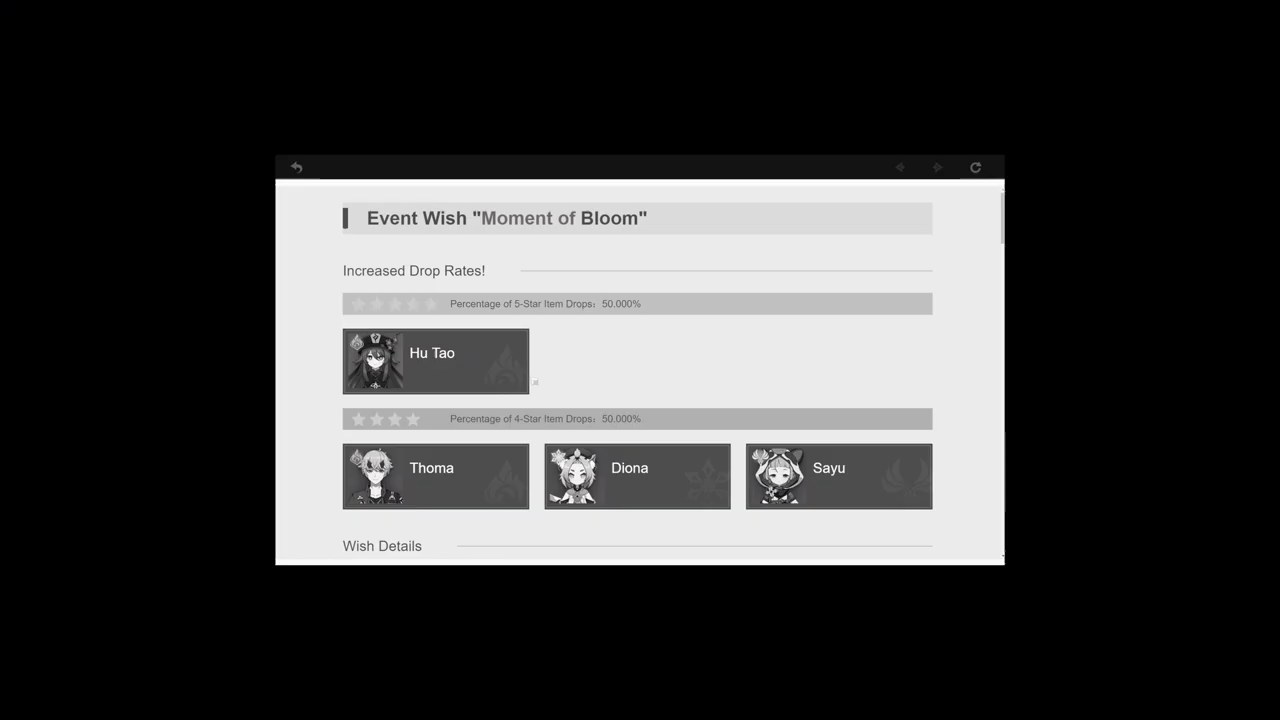 Event Wish "Moment of Bloom"
Increased Drop Rates!
Percentage of 5-Star Item Drops：50.000%
Hu Tao
Percentage of 4-Star Item Drops：50.000%
Thoma
Diona
Sayu
Wish Details